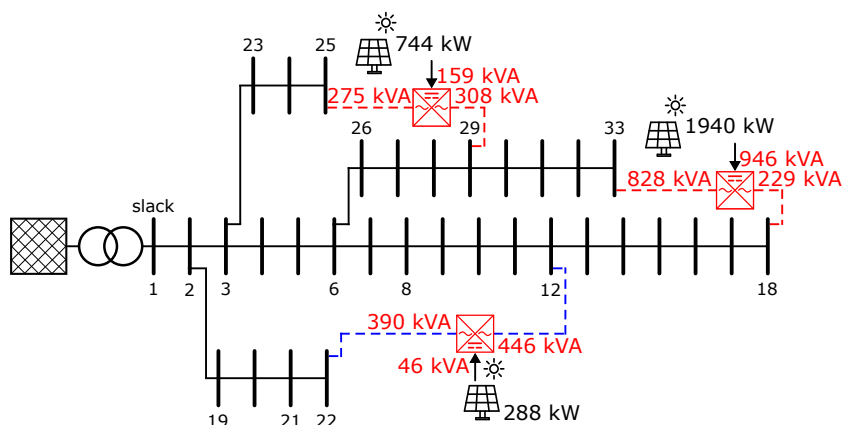 23
25
744 kW
159 kVA
275 kVA
308 kVA
26
29
33
1940 kW
946 kVA
828 kVA
229 kVA
slack
1
2
3
6
8
12
18
390 kVA
446 kVA
46 kVA
288 kW
19
21
22